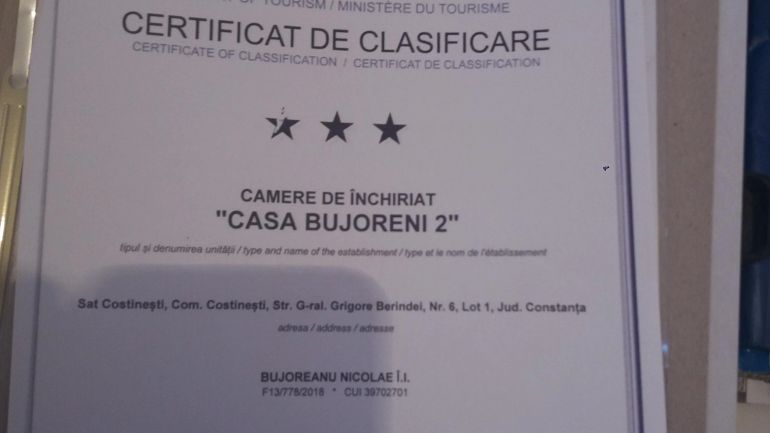 OF TOURISM / MINISTÈRE DU TOURISME
CERTIFICAT DE CLASIFICARE
CERTIFICATE OF CLASSIFICATION / CERTIFICAT DE CLASSIFICATION
CAMERE DE ÎNCHIRIAT
"CASA BUJORENI 2"
tipul și denumirea unității / type and name of the establishment / type et le nom de l'établissement
Sat Costinești, Com. Costinești, Str. G-ral. Grigore Berindei, Nr. 6, Lot 1, Jud. Constanța
adresa / address / adresse
BUJOREANU NICOLAE Î.I.
F13/778/2018 * CUI 39702701